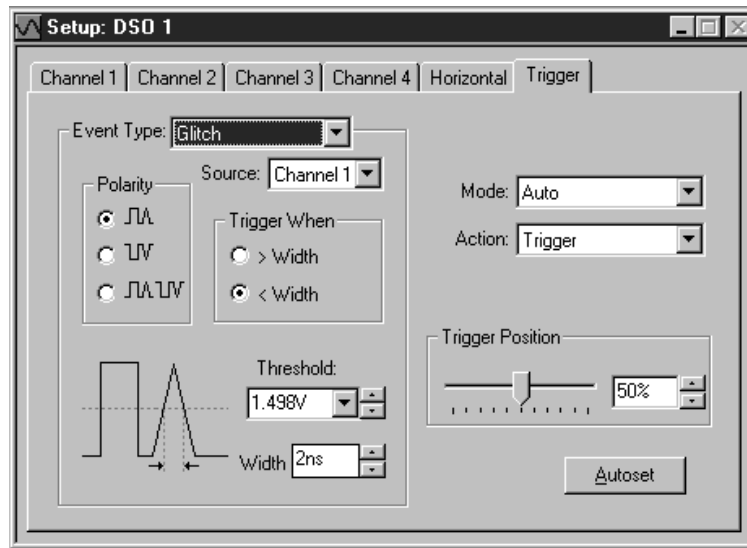 Setup: DSO 1
Channel 1 Channel 2 Channel 3 Channel 4 Horizontal Trigger
Event Type: Glitch
Source: Channel 1
Polarity
Trigger When
> Width
< Width
Threshold:
1.498V
Width 2ns
Mode: Auto
Action: Trigger
Trigger Position
50%
Autoset